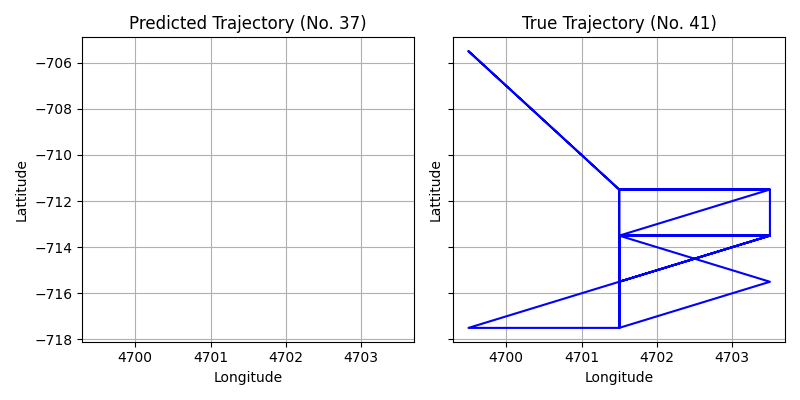 Predicted Trajectory (No. 37)
True Trajectory (No. 41)
−706
−708
−710
−712
−714
−716
−718
Lattitude
Lattitude
4700
4701
4702
4703
4700
4701
4702
4703
Longitude
Longitude